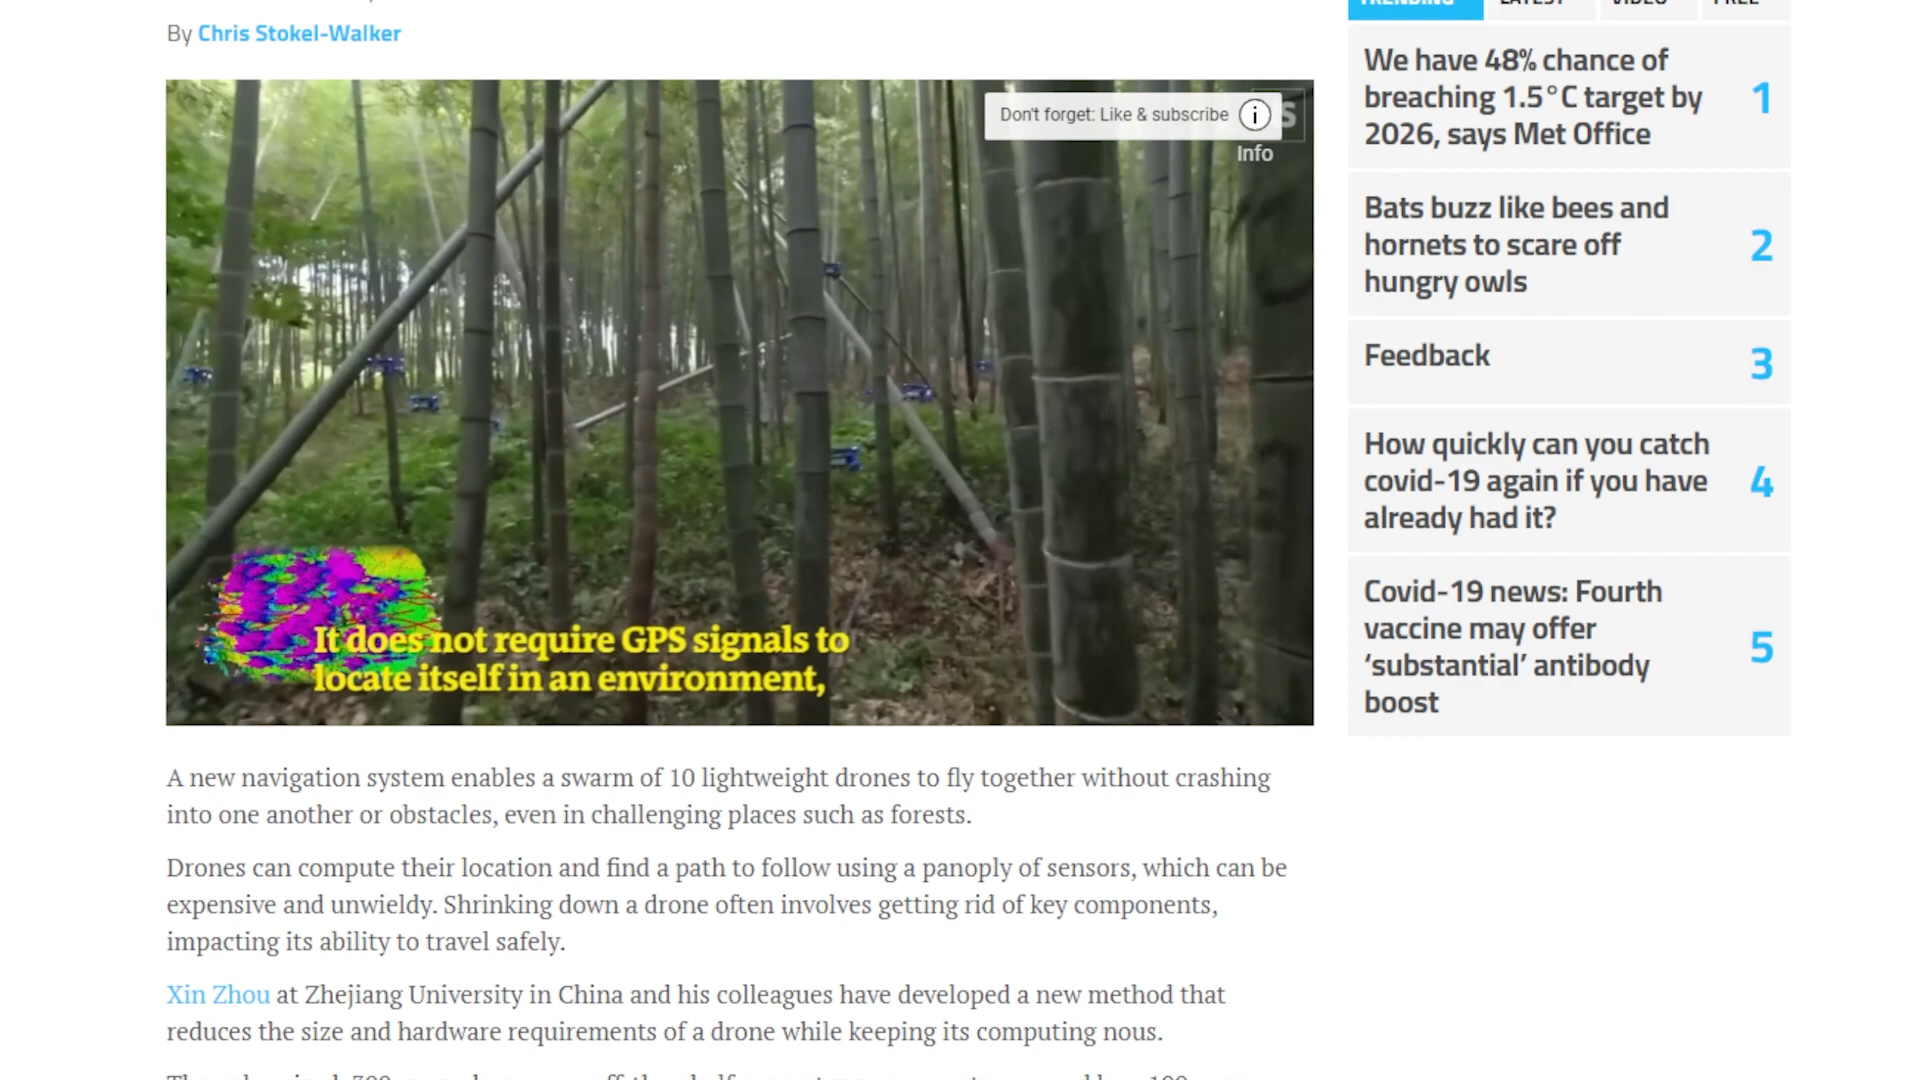 By Chris Stokel-Walker
Don't forget: Like & subscribe
Info
It does not require GPS signals to
locate itself in an environment,
A new navigation system enables a swarm of 10 lightweight drones to fly together without crashing
into one another or obstacles, even in challenging places such as forests.
Drones can compute their location and find a path to follow using a panoply of sensors, which can be
expensive and unwieldy. Shrinking down a drone often involves getting rid of key components,
impacting its ability to travel safely.
Xin Zhou at Zhejiang University in China and his colleagues have developed a new method that
reduces the size and hardware requirements of a drone while keeping its computing nous.
TRENDING LATEST VIDEO FREE
We have 48% chance of
breaching 1.5°C target by
2026, says Met Office
1
Bats buzz like bees and
hornets to scare off
hungry owls
2
Feedback
3
How quickly can you catch
covid-19 again if you have
already had it?
4
Covid-19 news: Fourth
vaccine may offer
‘substantial’ antibody
boost
5